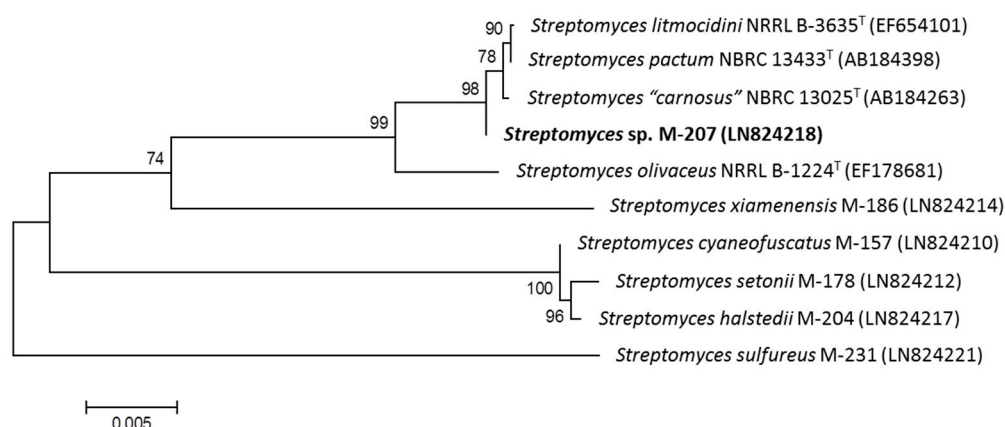 90
Streptomyces litmocidini NRRL B-3635ᵀ (EF654101)
78
Streptomyces pactum NBRC 13433ᵀ (AB184398)
98
Streptomyces “carnosus” NBRC 13025ᵀ (AB184263)
99
Streptomyces sp. M-207 (LN824218)
74
Streptomyces olivaceus NRRL B-1224ᵀ (EF178681)
Streptomyces xiamenensis M-186 (LN824214)
Streptomyces cyaneofuscatus M-157 (LN824210)
100
Streptomyces setonii M-178 (LN824212)
96
Streptomyces halstedii M-204 (LN824217)
Streptomyces sulfureus M-231 (LN824221)
0.005